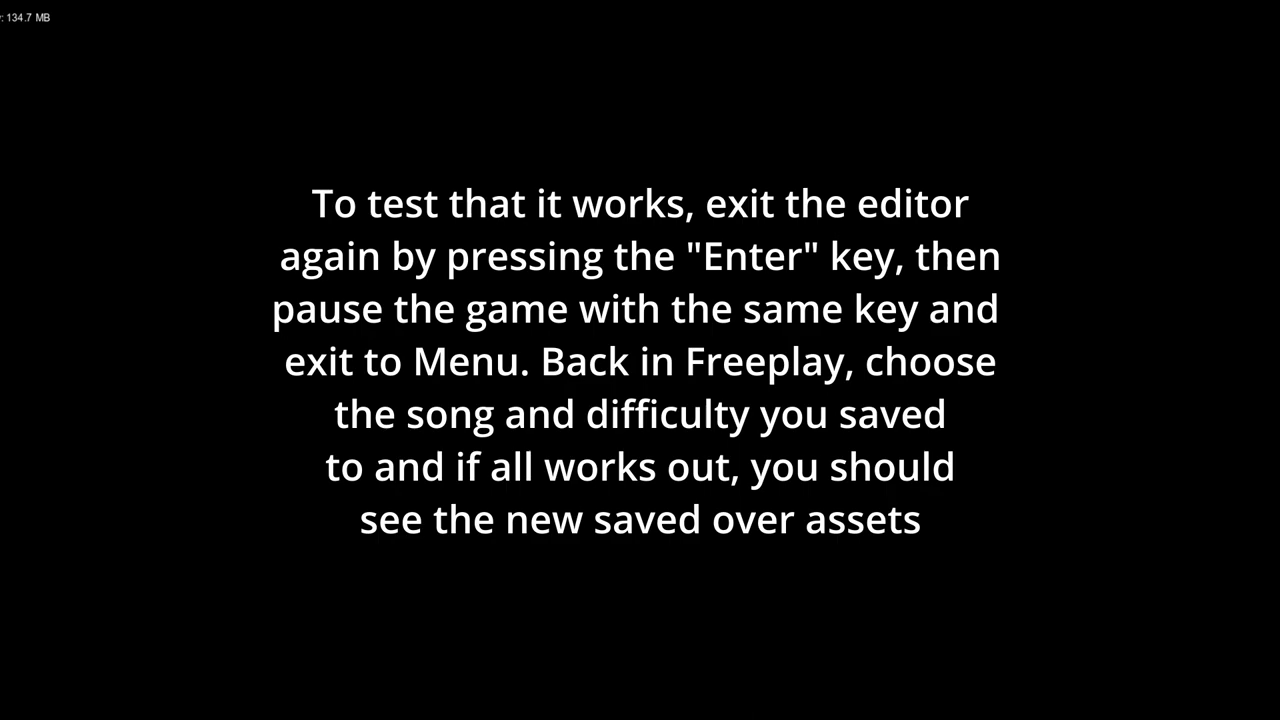 : 134.7 MB
To test that it works, exit the editor
again by pressing the "Enter" key, then
pause the game with the same key and
exit to Menu. Back in Freeplay, choose
the song and difficulty you saved
to and if all works out, you should
see the new saved over assets